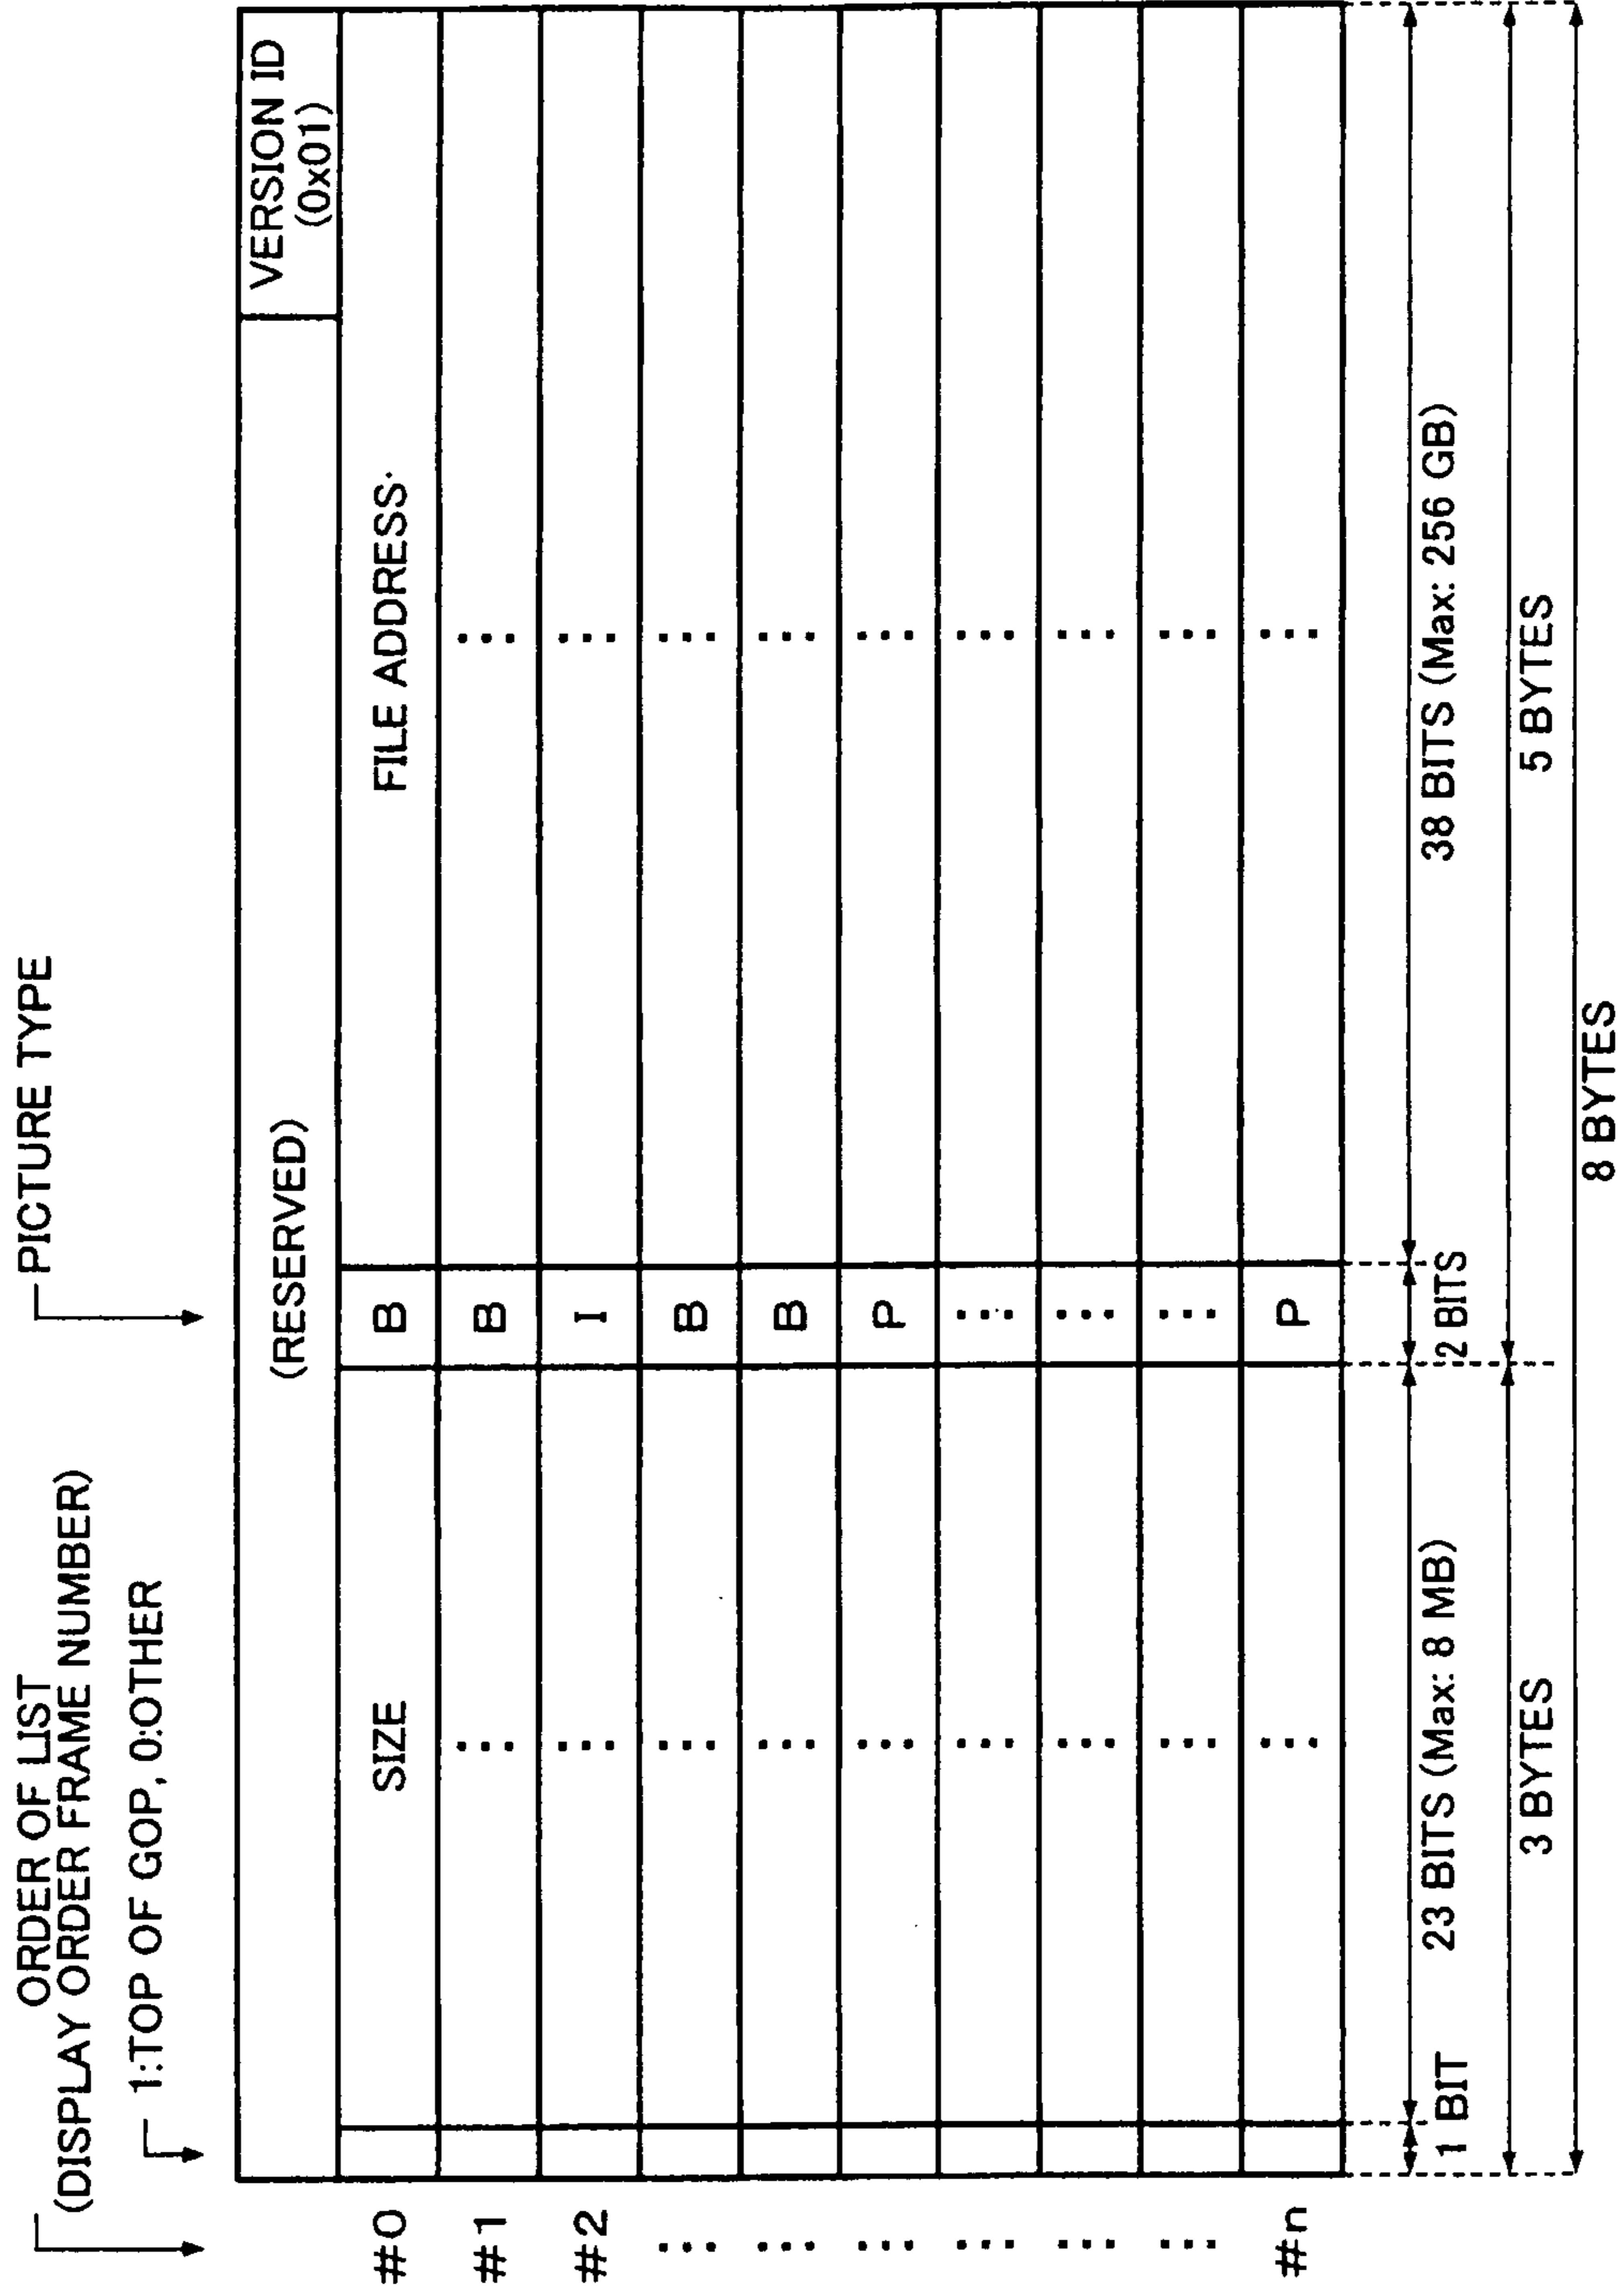 ORDER OF LIST
(DISPLAY ORDER FRAME NUMBER)
1:TOP OF GOP, 0:OTHER
PICTURE TYPE
(RESERVED)
VERSION ID
(0x01)
#0 SIZE B FILE ADDRESS
#1 ... B ...
#2 ... I ...
... ... B ...
... ... B ...
... ... P ...
... ... ... ...
... ... ... ...
... ... ... ...
#n ... P ...
1 BIT 23 BITS (Max: 8 MB) 2 BITS 38 BITS (Max: 256 GB)
3 BYTES 5 BYTES
8 BYTES